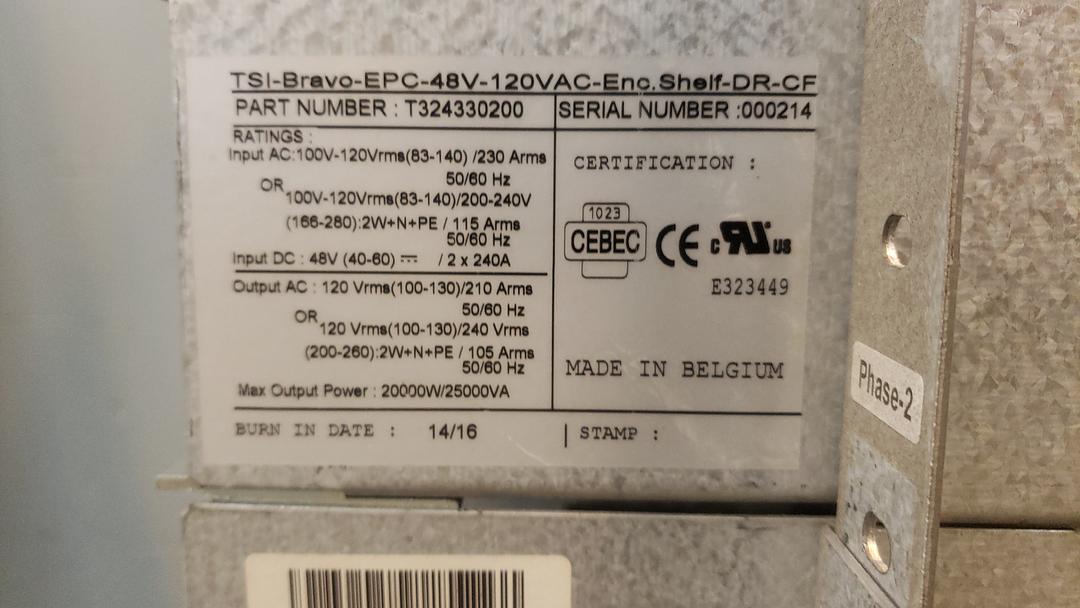 TSI-Bravo-EPC-48V-120VAC-Enc.Shelf-DR-CF
PART NUMBER : T324330200
SERIAL NUMBER :000214
RATINGS :
Input AC:100V-120Vrms(83-140) /230 Arms
50/60 Hz
OR
100V-120Vrms(83-140)/200-240V
(166-280):2W+N+PE / 115 Arms
50/60 Hz
Input DC : 48V (40-60) ⎓ / 2 x 240A
Output AC : 120 Vrms(100-130)/210 Arms
50/60 Hz
OR
120 Vrms(100-130)/240 Vrms
(200-260):2W+N+PE / 105 Arms
50/60 Hz
Max Output Power : 20000W/25000VA
CERTIFICATION :
1023
CEBEC CE c RU US
E323449
MADE IN BELGIUM
BURN IN DATE : 14/16
STAMP :
Phase-2